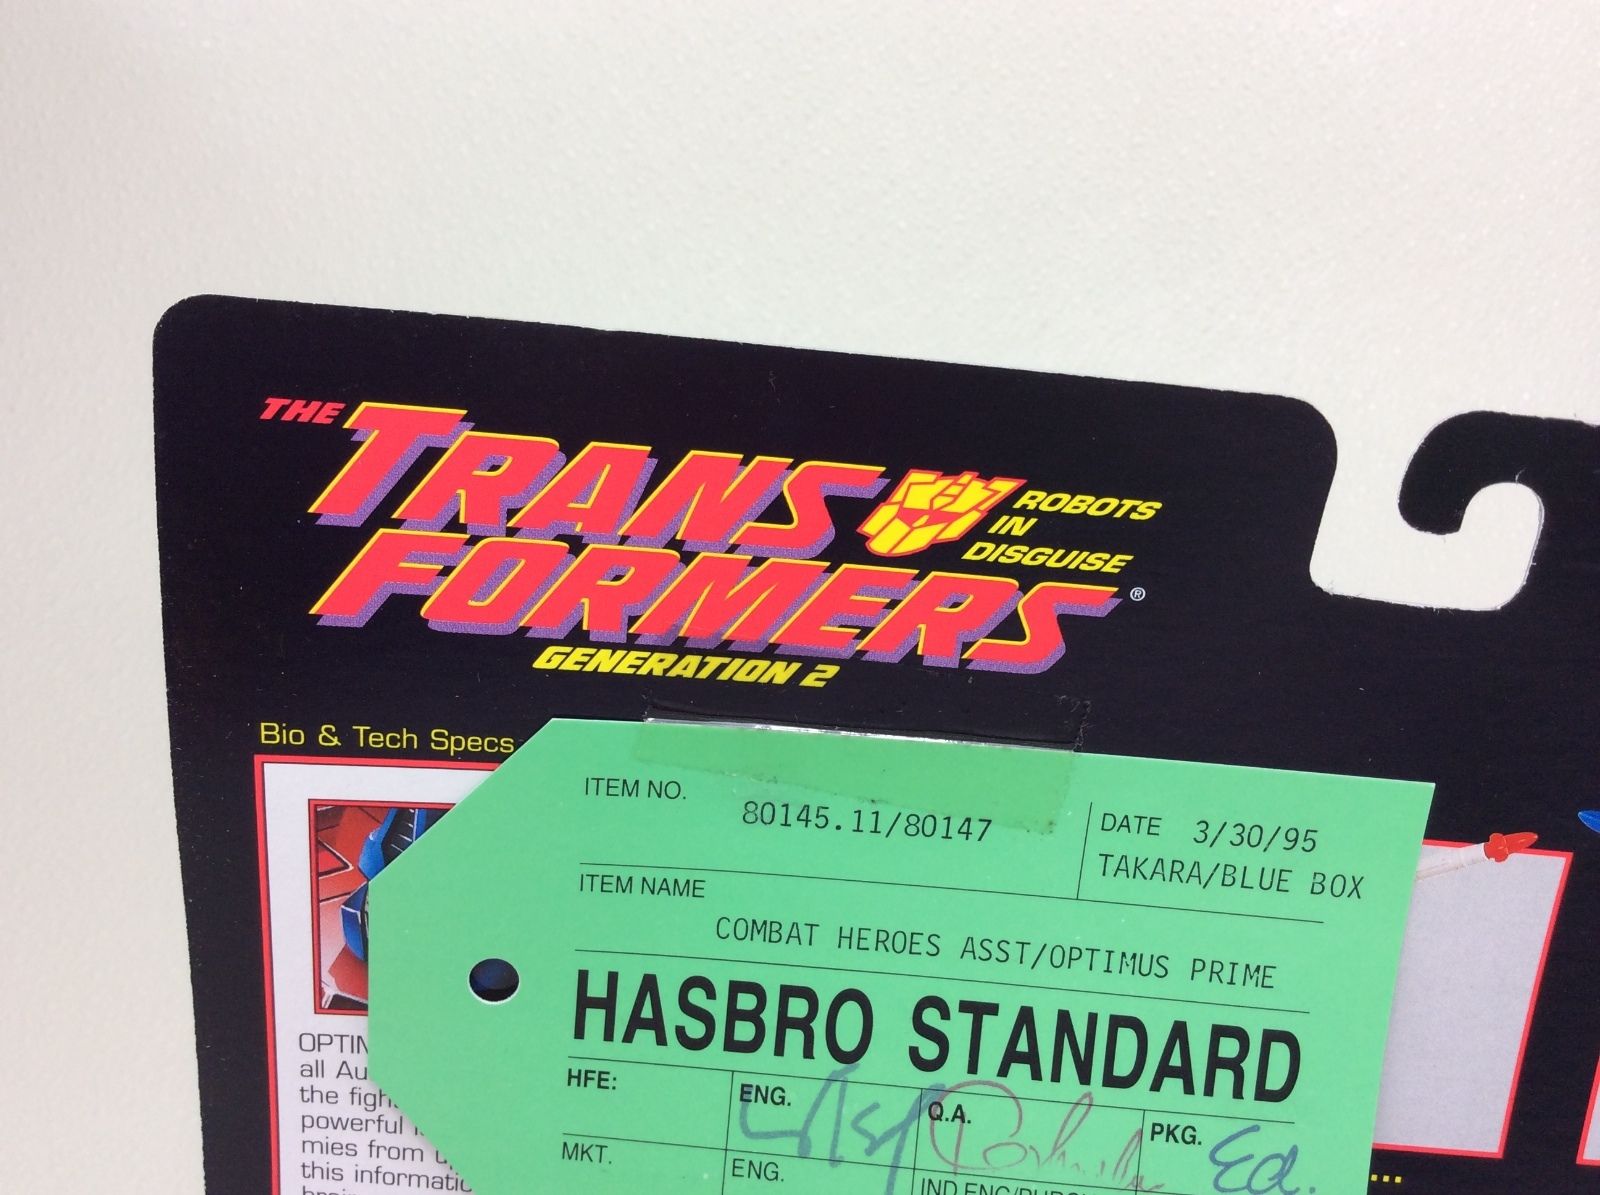 THE
TRANS
FORMERS®
ROBOTS
IN
DISGUISE
GENERATION 2
Bio & Tech Specs
ITEM NO. 80145.11/80147
DATE 3/30/95
TAKARA/BLUE BOX
ITEM NAME
COMBAT HEROES ASST/OPTIMUS PRIME
HASBRO STANDARD
HFE: ENG. Q.A. PKG. Ed.
MKT. ENG.
OPTIM
all Au
the figh
powerful
mies from
this informatic
...